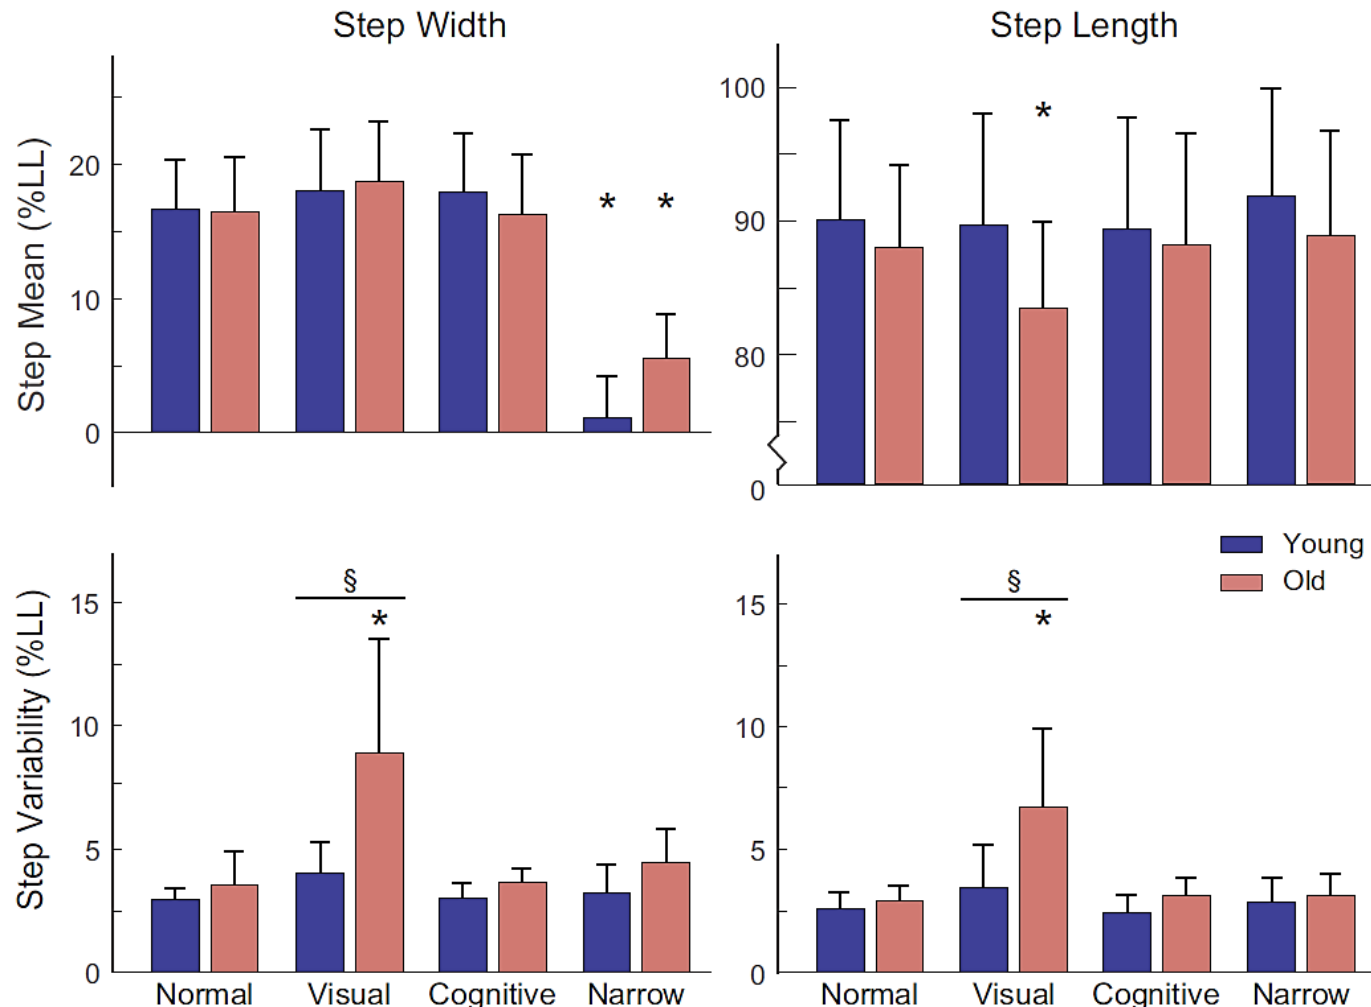 Step Width
Step Length
Step Mean (%LL)
20
10
0
* *
100
90
80
0
*
Young
Old
Step Variability (%LL)
15
10
5
0
§
*
15
10
5
0
§
*
Normal Visual Cognitive Narrow
Normal Visual Cognitive Narrow